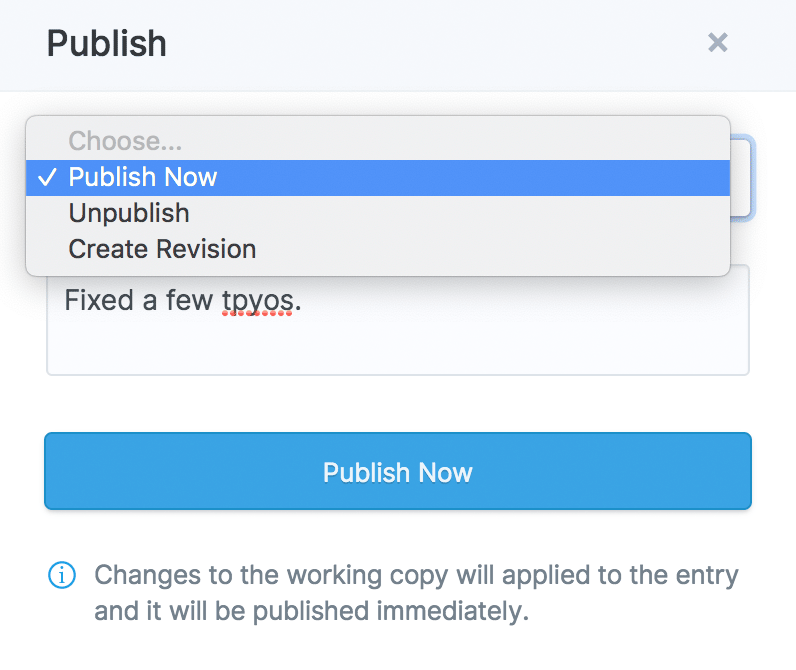 Publish
Choose...
Publish Now
Unpublish
Create Revision
Fixed a few tpyos.
Publish Now
Changes to the working copy will applied to the entry
and it will be published immediately.